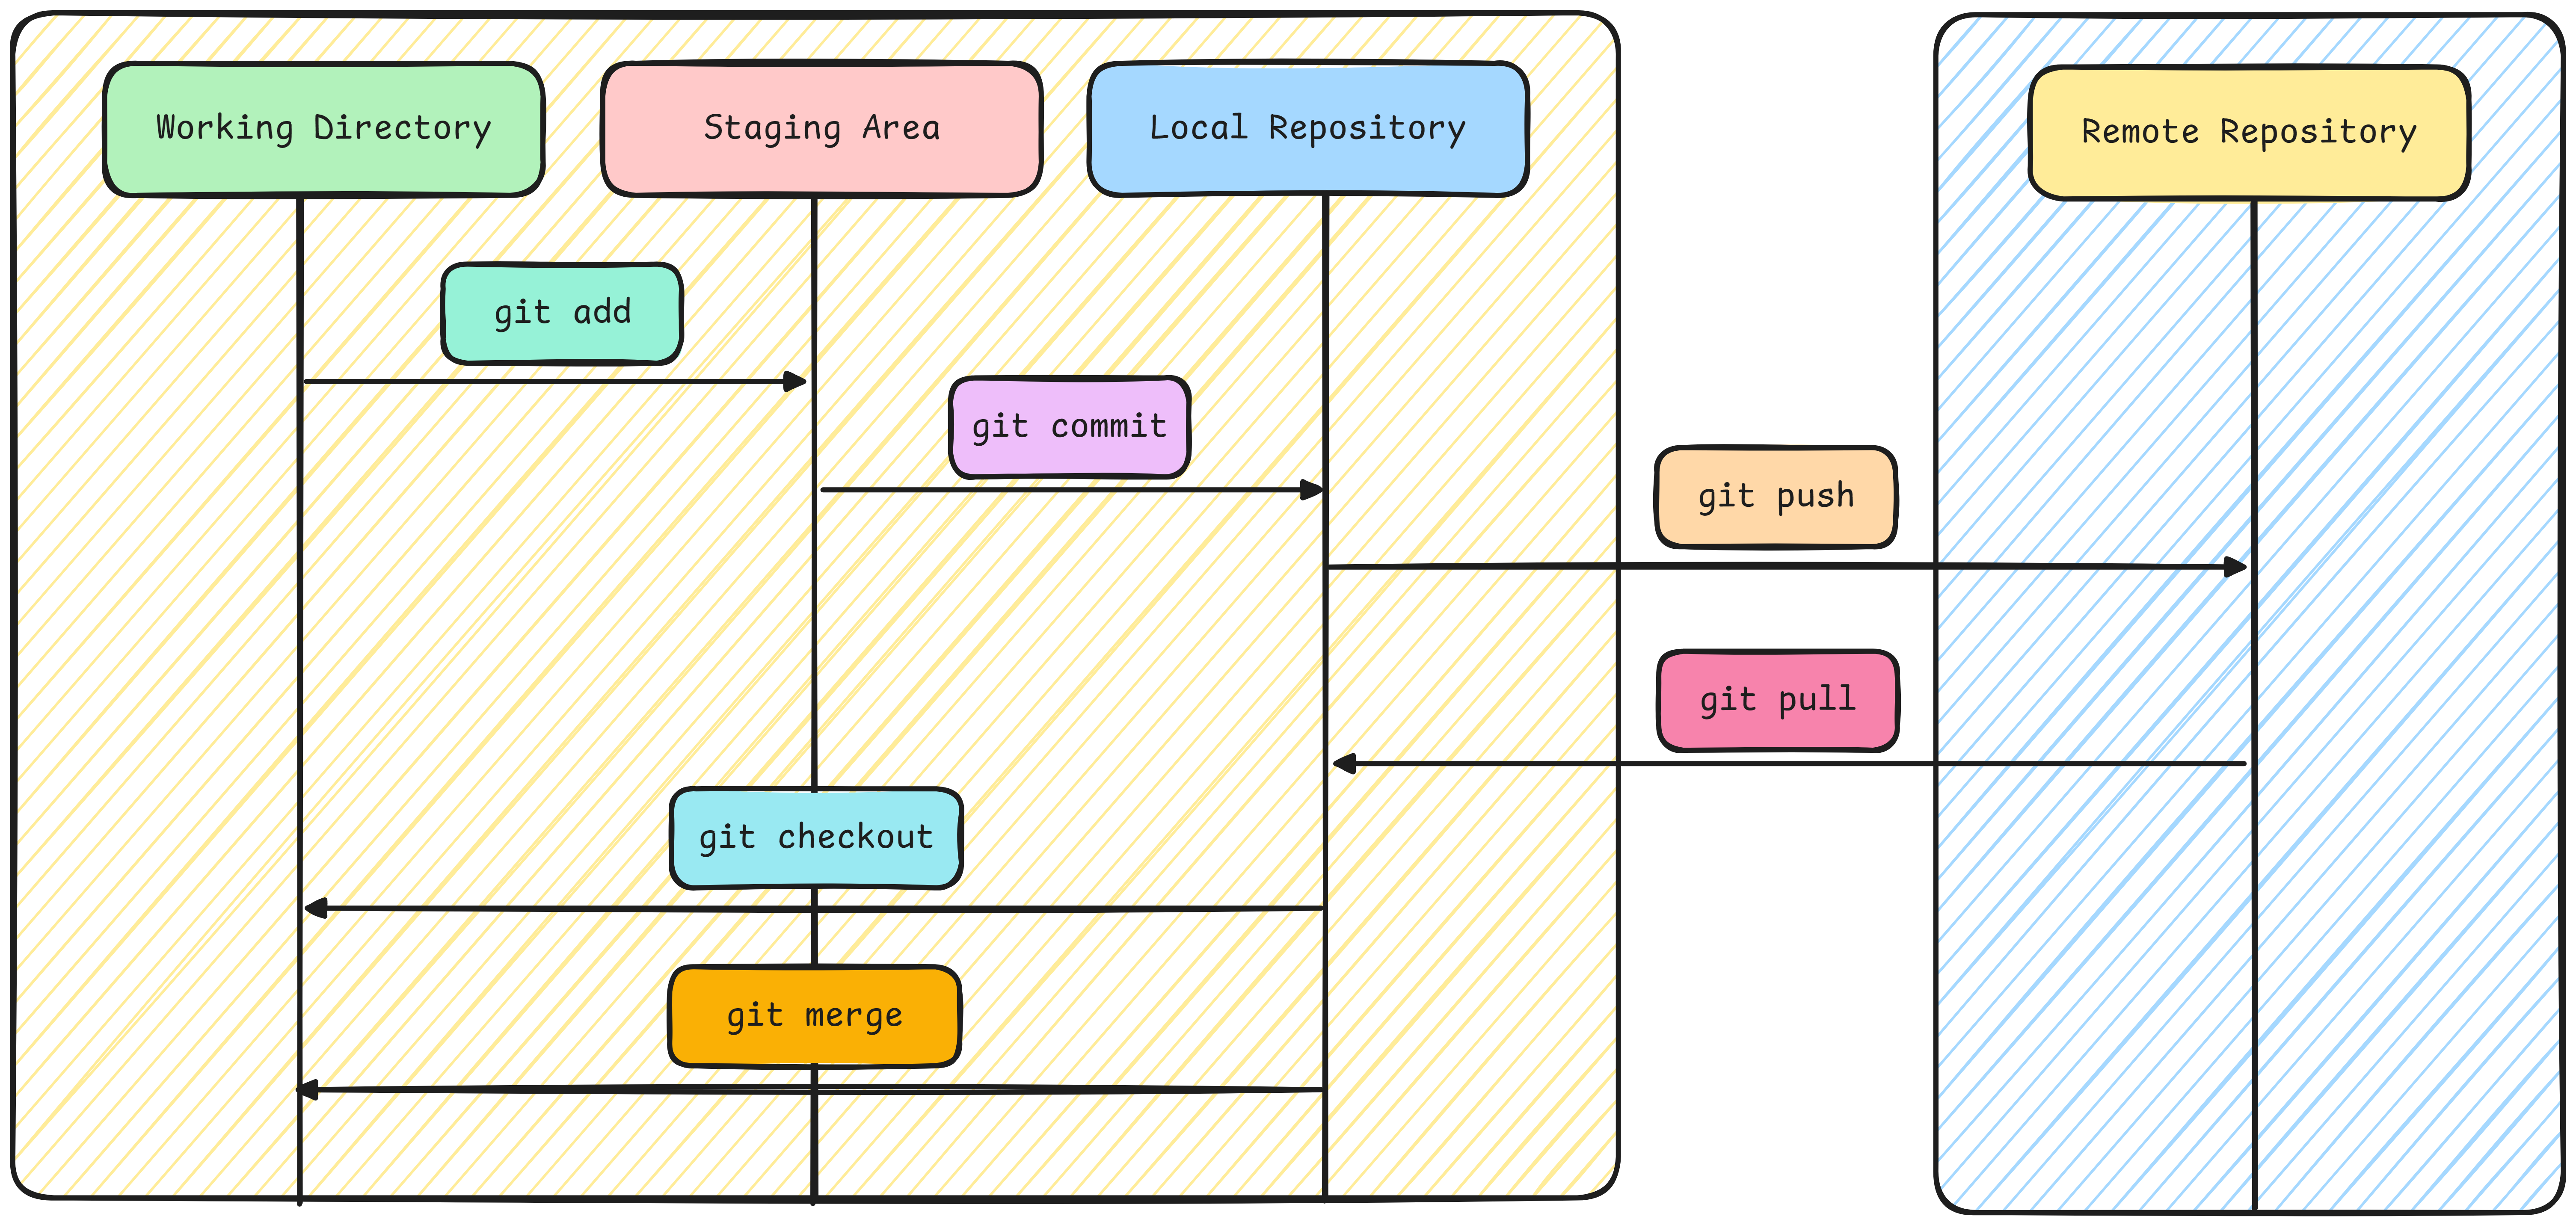 Working Directory
Staging Area
Local Repository
Remote Repository
git add
git commit
git push
git pull
git checkout
git merge